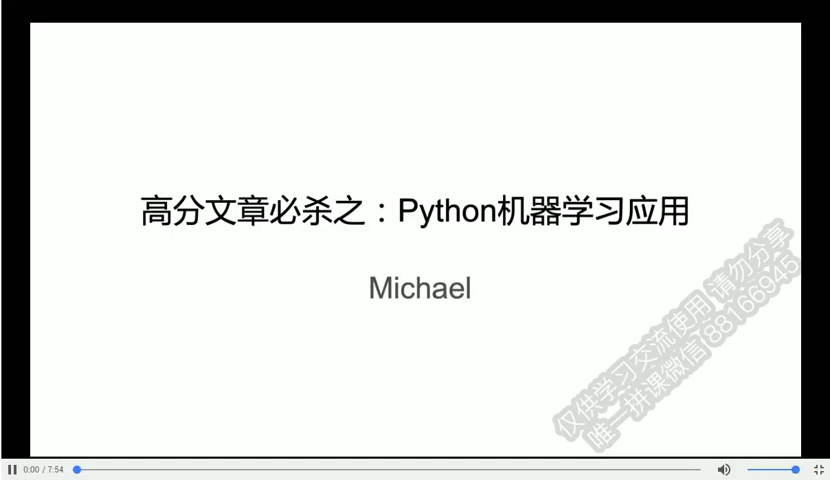 高分文章必杀之：Python机器学习应用
Michael
仅供学习交流使用 请勿分享
唯一拼课微信 88166945
0:00 / 7:54